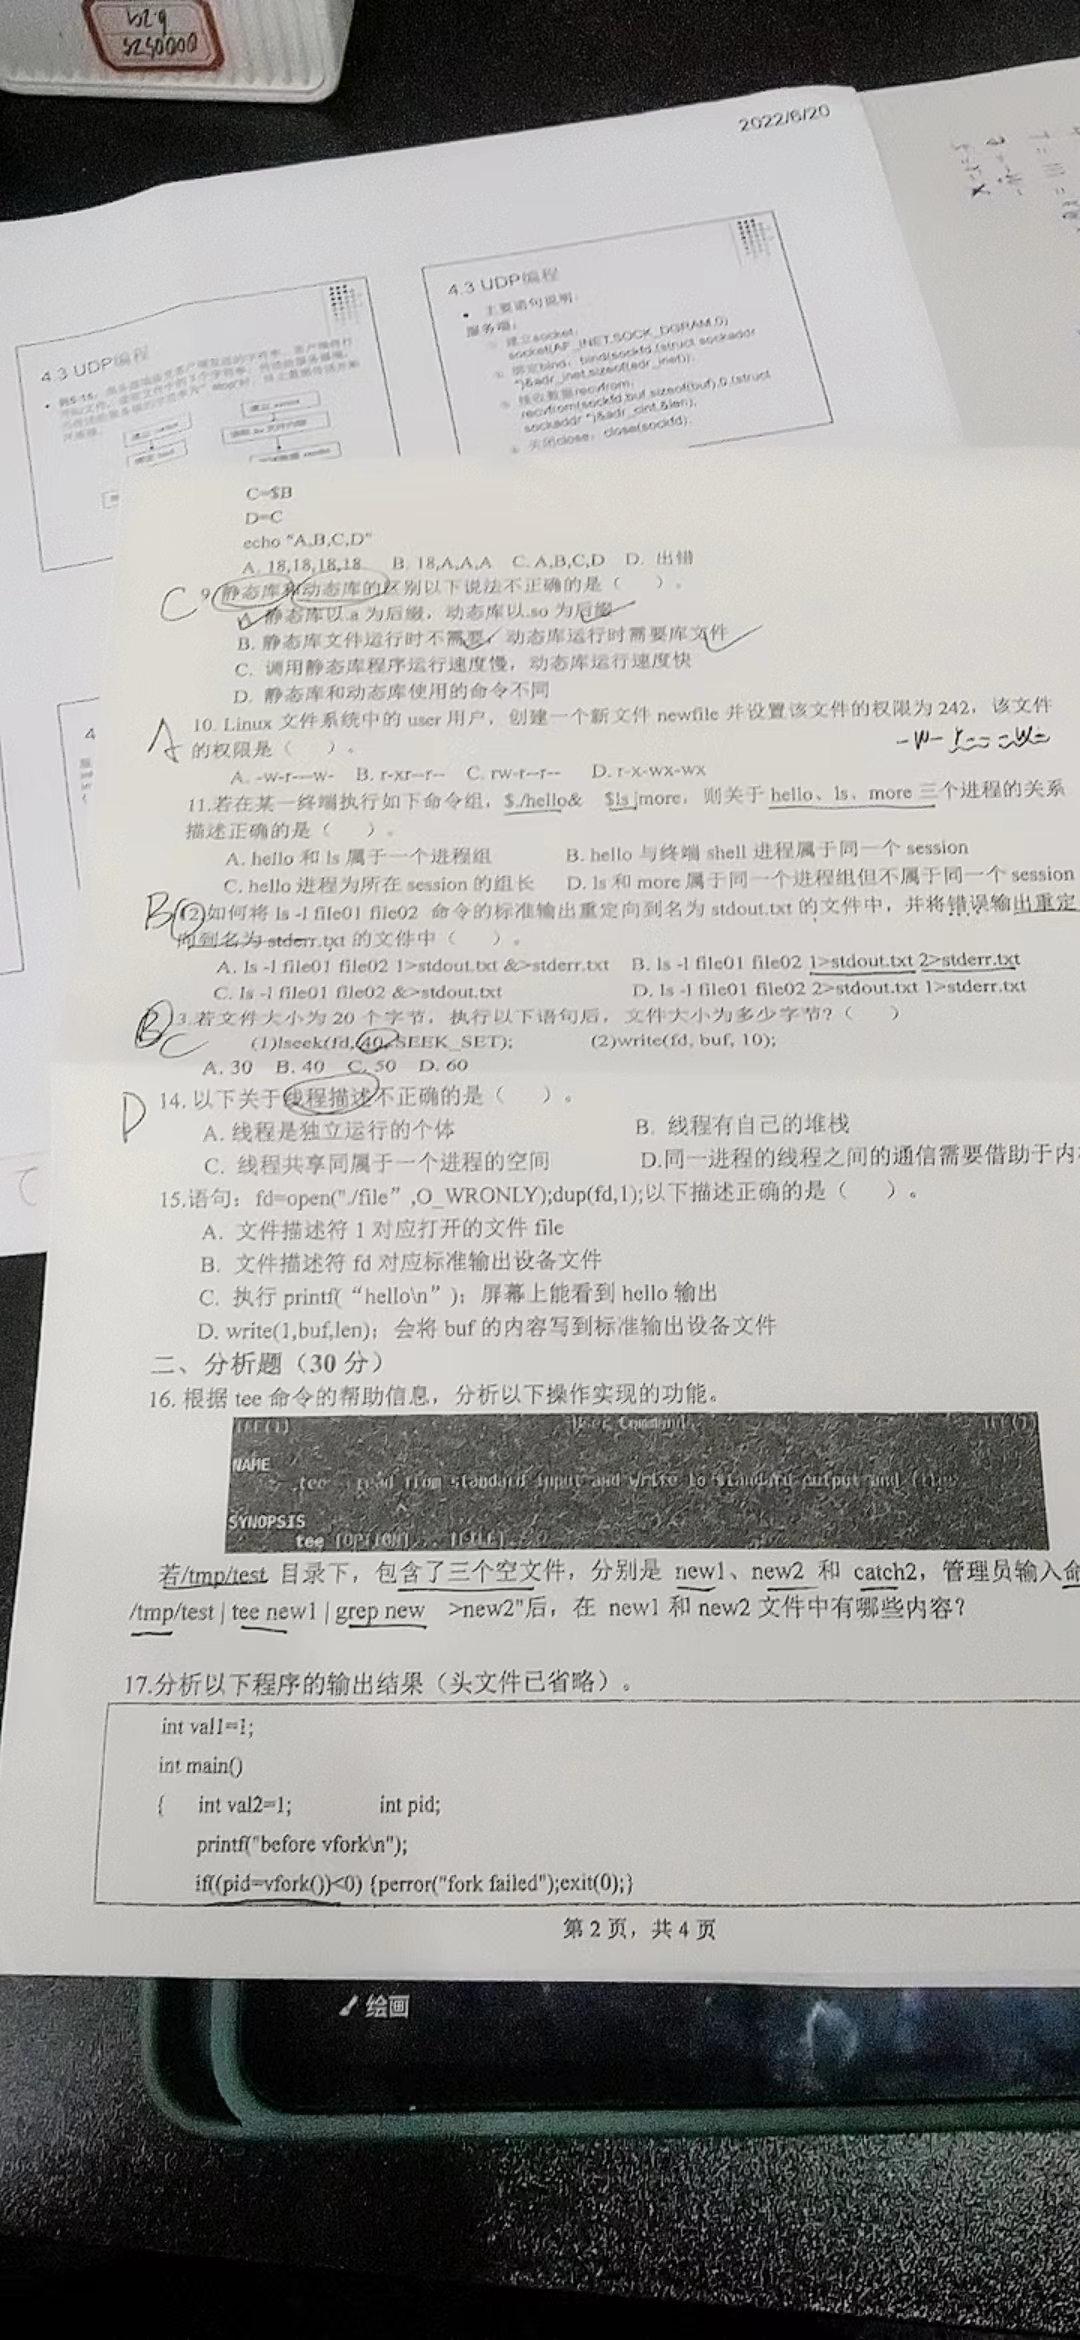 2022/6/20
4.3 UDP编程
4.3 UDP编程
主要语句说明:
服务端:
建立socket:
socket(AF_INET,SOCK_DGRAM,0)
绑定bind: bind(sockfd,(struct sockaddr
*)&adr_inet,sizeof(adr_inet));
接收数据recvfrom:
recvfrom(sockfd,buf,sizeof(buf),0,(struct
sockaddr *)&adr_clnt,&len);
关闭close: close(sockfd);
C=$B
D=C
echo "A,B,C,D"
A. 18,18,18,18 B. 18,A,A,A C. A,B,C,D D. 出错
C 9.静态库和动态库的区别以下说法不正确的是（ ）。
A. 静态库以.a 为后缀，动态库以.so 为后缀
B. 静态库文件运行时不需要，动态库运行时需要库文件
C. 调用静态库程序运行速度慢，动态库运行速度快
D. 静态库和动态库使用的命令不同
A 10. Linux 文件系统中的 user 用户，创建一个新文件 newfile 并设置该文件的权限为 242，该文件
的权限是（ ）。
A. -w-r---w- B. r-xr--r-- C. rw-r--r-- D. r-x-wx-wx
11.若在某一终端执行如下命令组，$./hello& $ls|more，则关于 hello、ls、more 三个进程的关系
描述正确的是（ ）。
A. hello 和 ls 属于一个进程组 B. hello 与终端 shell 进程属于同一个 session
C. hello 进程为所在 session 的组长 D. ls 和 more 属于同一个进程组但不属于同一个 session
B 12.如何将 ls -l file01 file02 命令的标准输出重定向到名为 stdout.txt 的文件中，并将错误输出重定
向到名为 stderr.txt 的文件中（ ）。
A. ls -l file01 file02 1>stdout.txt &>stderr.txt B. ls -l file01 file02 1>stdout.txt 2>stderr.txt
C. ls -l file01 file02 &>stdout.txt D. ls -l file01 file02 2>stdout.txt 1>stderr.txt
B C 3.若文件大小为 20 个字节，执行以下语句后，文件大小为多少字节?（ ）
(1)lseek(fd,40,SEEK_SET); (2)write(fd, buf, 10);
A. 30 B. 40 C. 50 D. 60
D 14. 以下关于线程描述不正确的是（ ）。
A. 线程是独立运行的个体 B. 线程有自己的堆栈
C. 线程共享同属于一个进程的空间 D.同一进程的线程之间的通信需要借助于内
15.语句：fd=open("./file",O_WRONLY);dup(fd,1);以下描述正确的是（ ）。
A. 文件描述符 1 对应打开的文件 file
B. 文件描述符 fd 对应标准输出设备文件
C. 执行 printf("hello\n")；屏幕上能看到 hello 输出
D. write(1,buf,len)；会将 buf 的内容写到标准输出设备文件
二、分析题（30 分）
16. 根据 tee 命令的帮助信息，分析以下操作实现的功能。
TEE(1) User Commands TEE(1)
NAME
tee - read from standard input and write to standard output and files
SYNOPSIS
tee [OPTION]... [FILE]...
若/tmp/test 目录下，包含了三个空文件，分别是 new1、new2 和 catch2，管理员输入命
/tmp/test | tee new1 | grep new >new2"后，在 new1 和 new2 文件中有哪些内容？
17.分析以下程序的输出结果（头文件已省略）。
int val1=1;
int main()
{ int val2=1; int pid;
printf("before vfork\n");
if((pid=vfork())<0) {perror("fork failed");exit(0);}
第 2 页，共 4 页
绘画